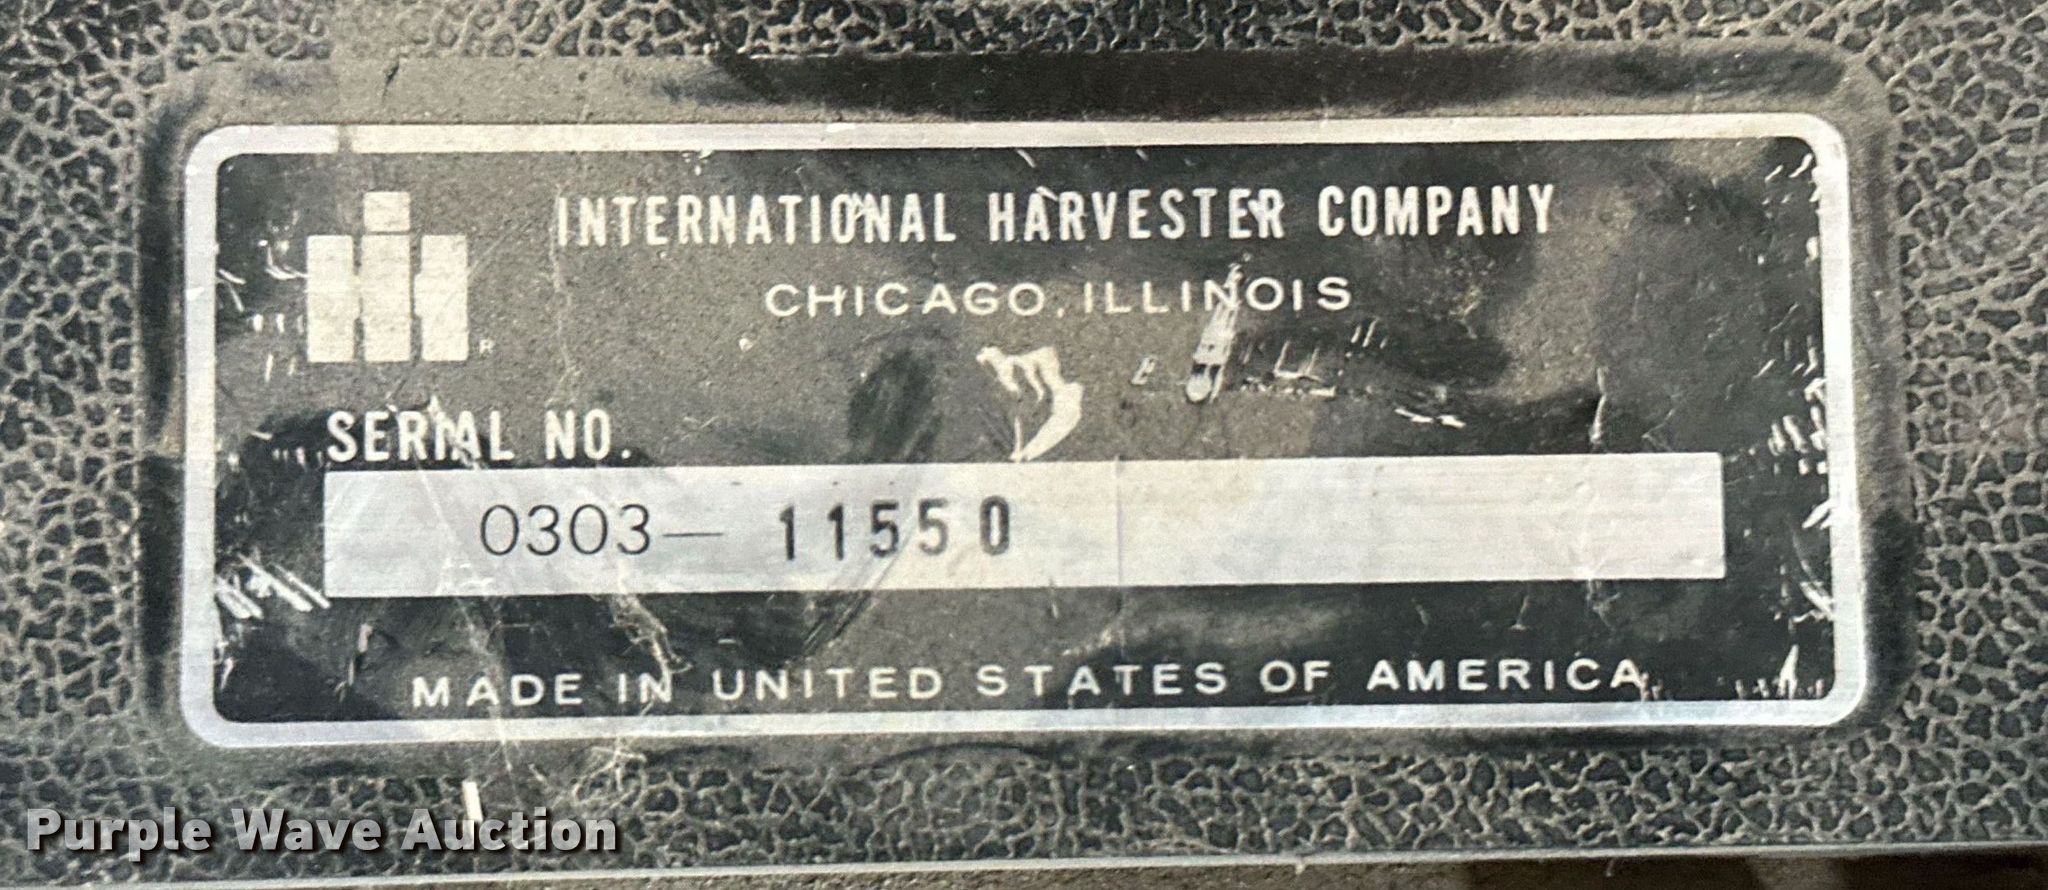 INTERNATIONAL HARVESTER COMPANY
CHICAGO, ILLINOIS
R
SERIAL NO.
0303— 11550
MADE IN UNITED STATES OF AMERICA
Purple Wave Auction